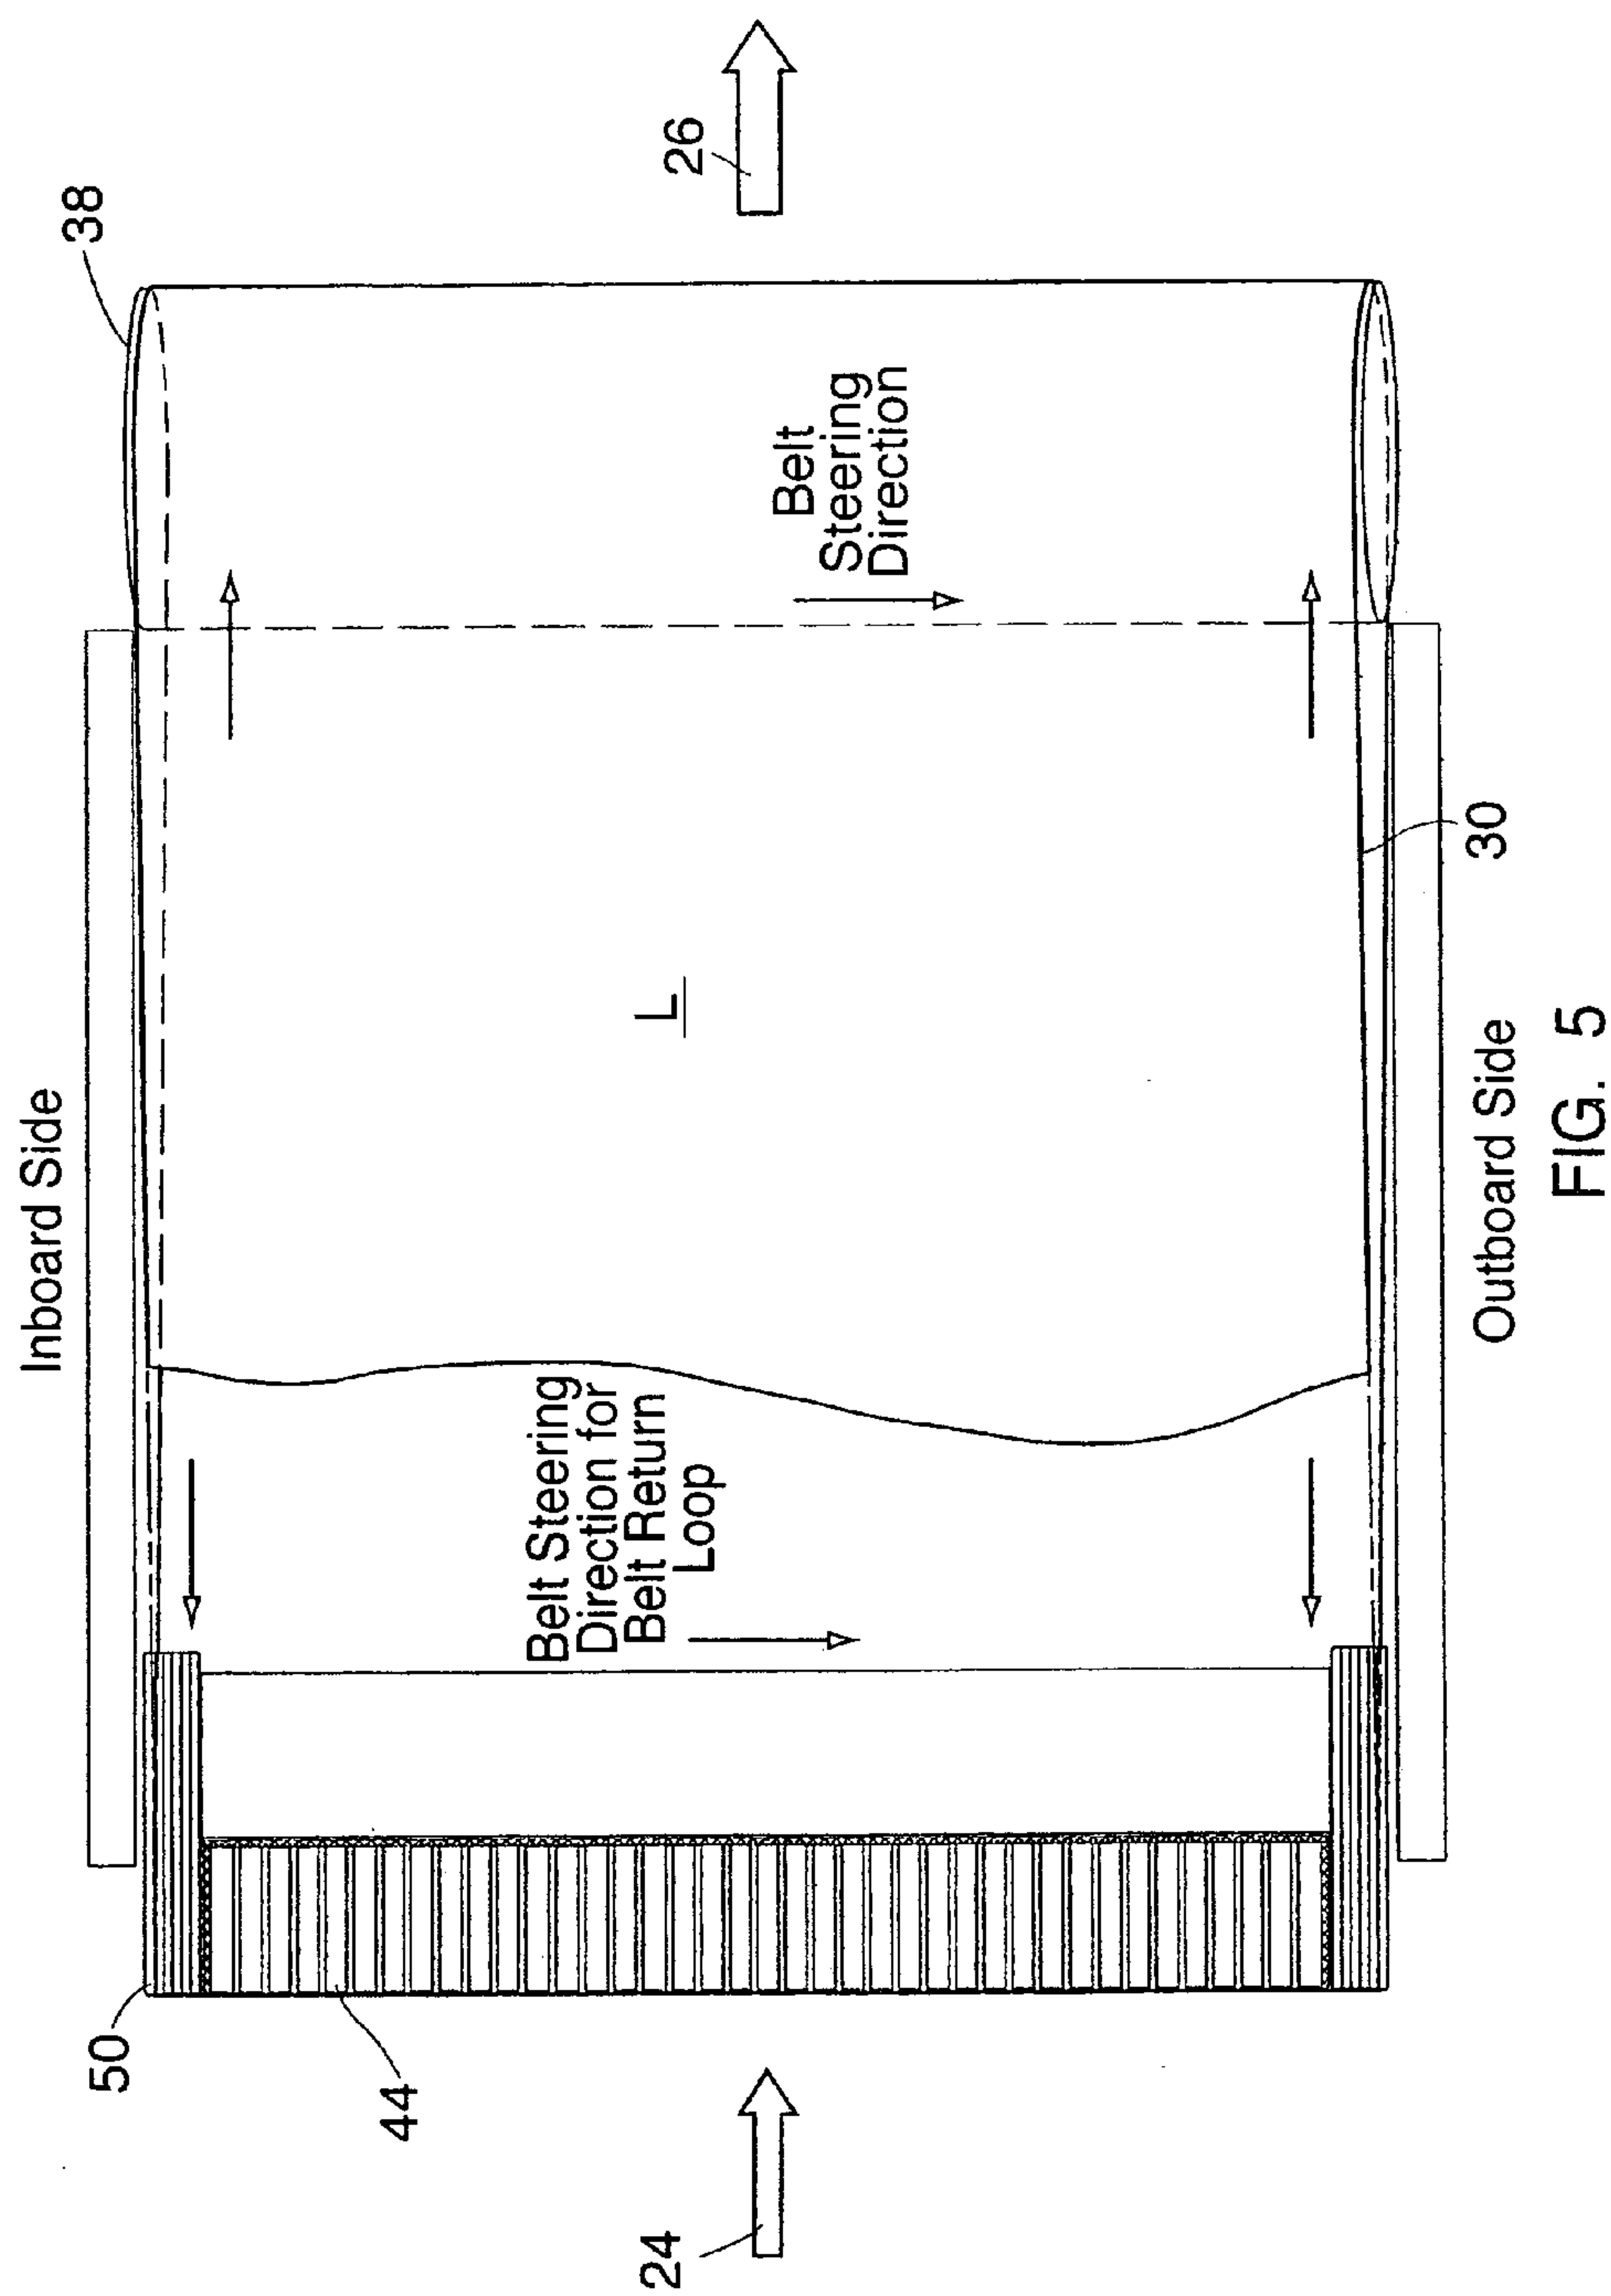 Inboard Side
38
26
50
44
24
Belt Steering
Direction for
Belt Return
Loop
L
Belt
Steering
Direction
30
Outboard Side
FIG. 5